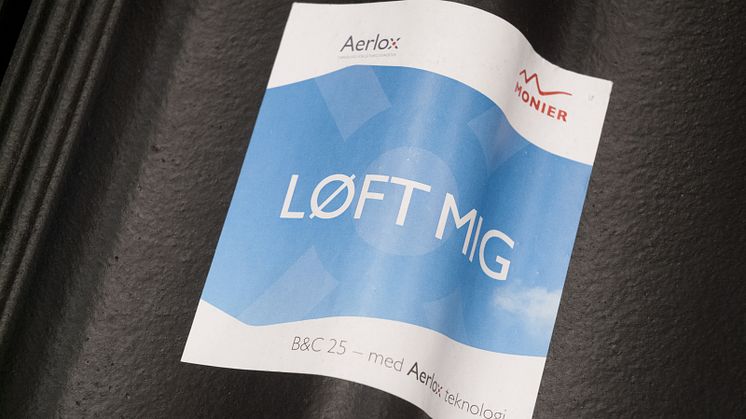 Aerlox
MONIER
LØFT MIG
B&C 25 – med Aerlox teknologi